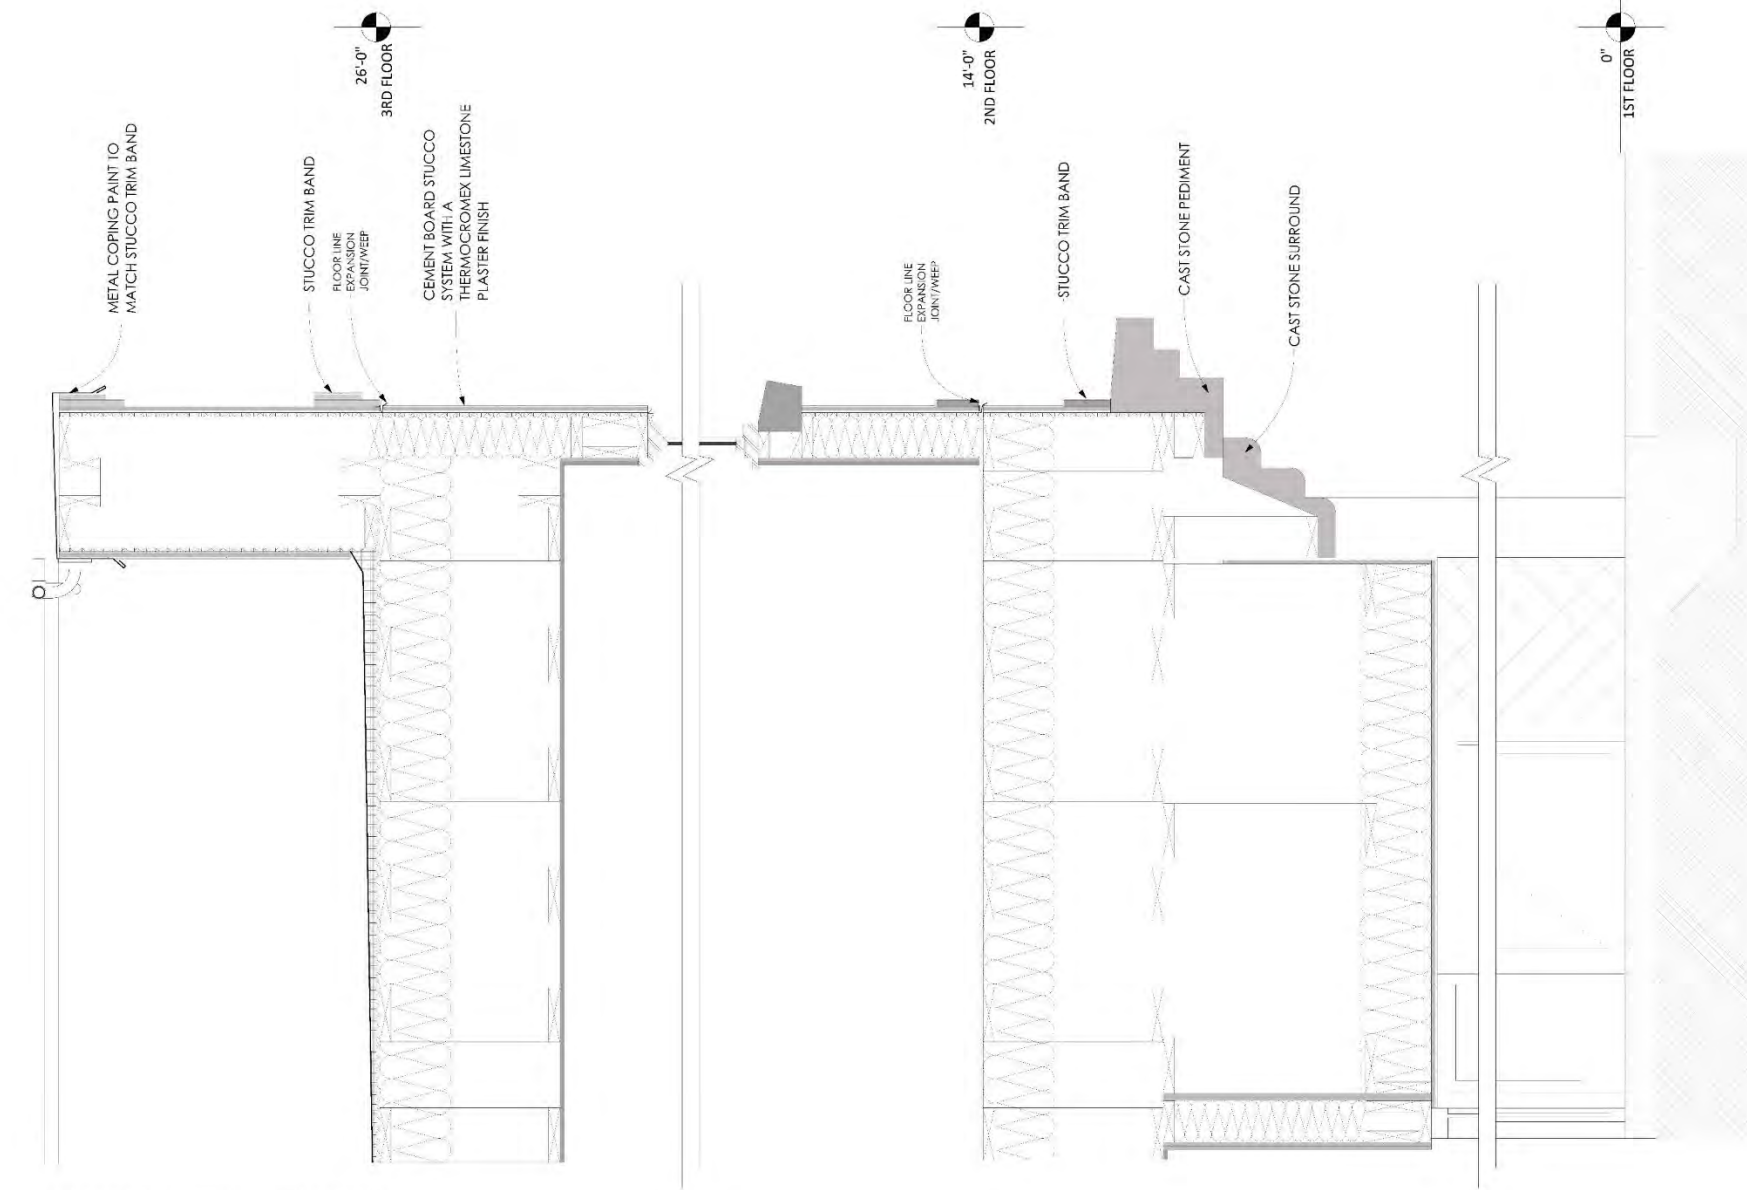 METAL COPING PAINT TO
MATCH STUCCO TRIM BAND
STUCCO TRIM BAND
26'-0"
3RD FLOOR
FLOOR LINE
EXPANSION
JOINT/WEEP
CEMENT BOARD STUCCO
SYSTEM WITH A
THERMOCROMEX LIMESTONE
PLASTER FINISH
14'-0"
2ND FLOOR
FLOOR LINE
EXPANSION
JOINT/WEEP
STUCCO TRIM BAND
CAST STONE PEDIMENT
CAST STONE SURROUND
0"
1ST FLOOR